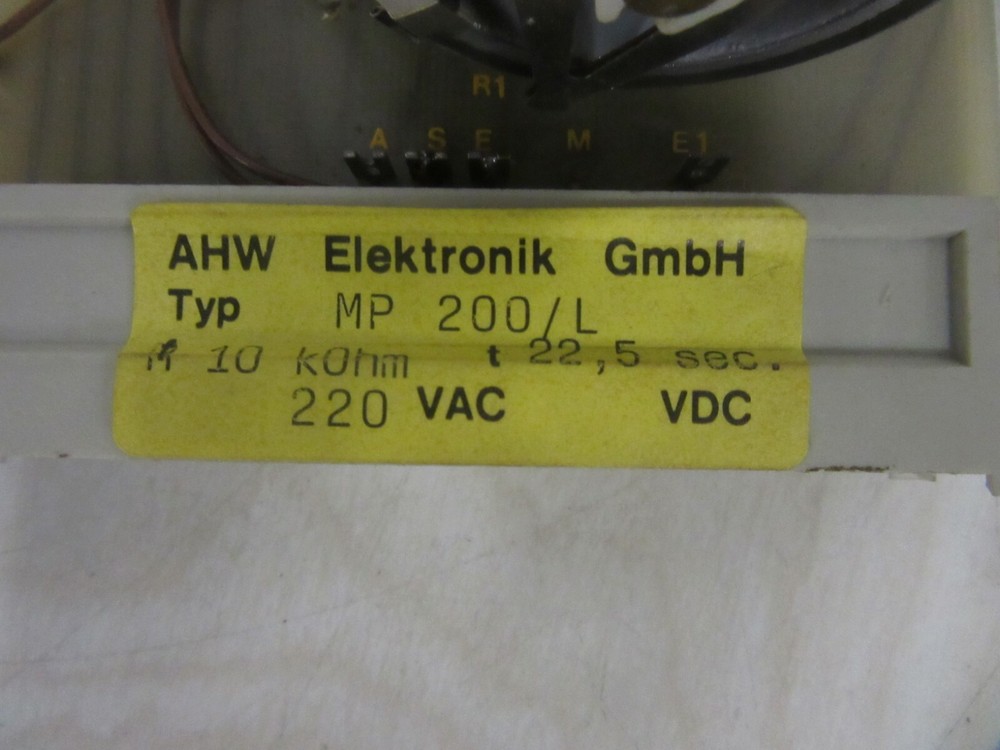 R1
A S E M E1
AHW Elektronik GmbH
Typ MP 200/L
R 10 kOhm t 22,5 sec.
220 VAC VDC